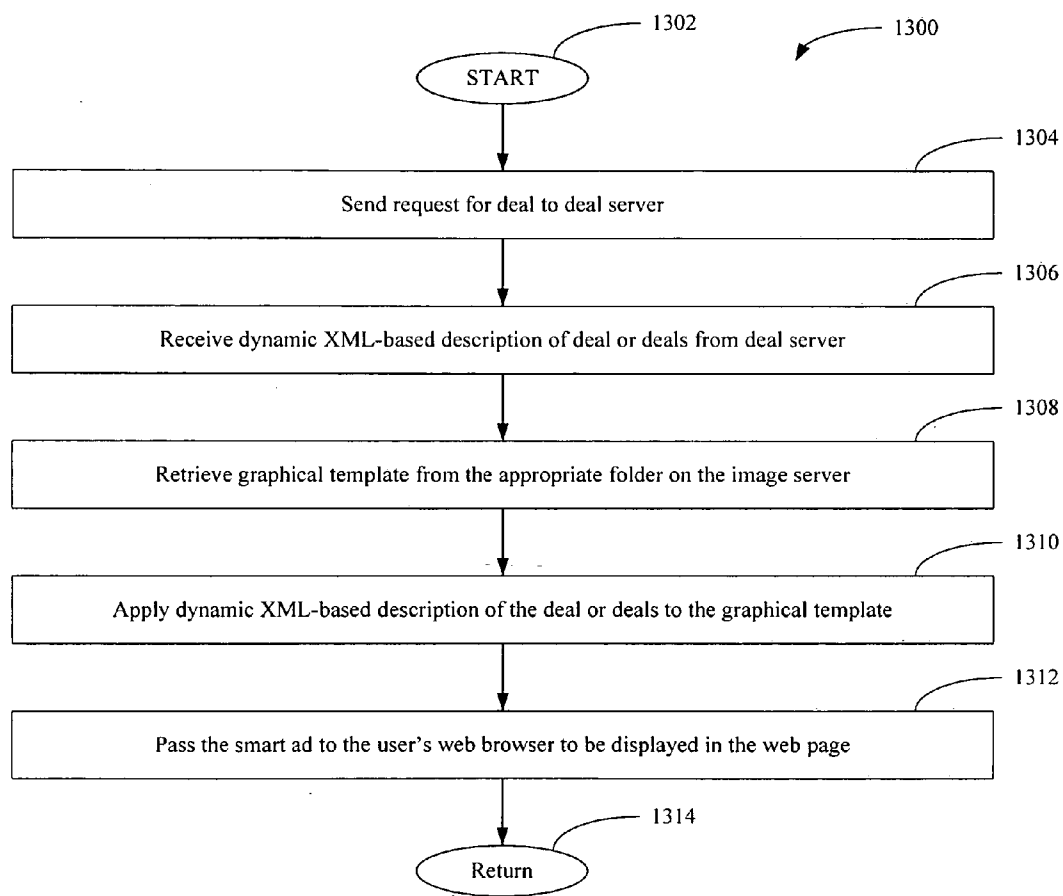 1302
1300
START
1304
Send request for deal to deal server
1306
Receive dynamic XML-based description of deal or deals from deal server
1308
Retrieve graphical template from the appropriate folder on the image server
1310
Apply dynamic XML-based description of the deal or deals to the graphical template
1312
Pass the smart ad to the user's web browser to be displayed in the web page
1314
Return